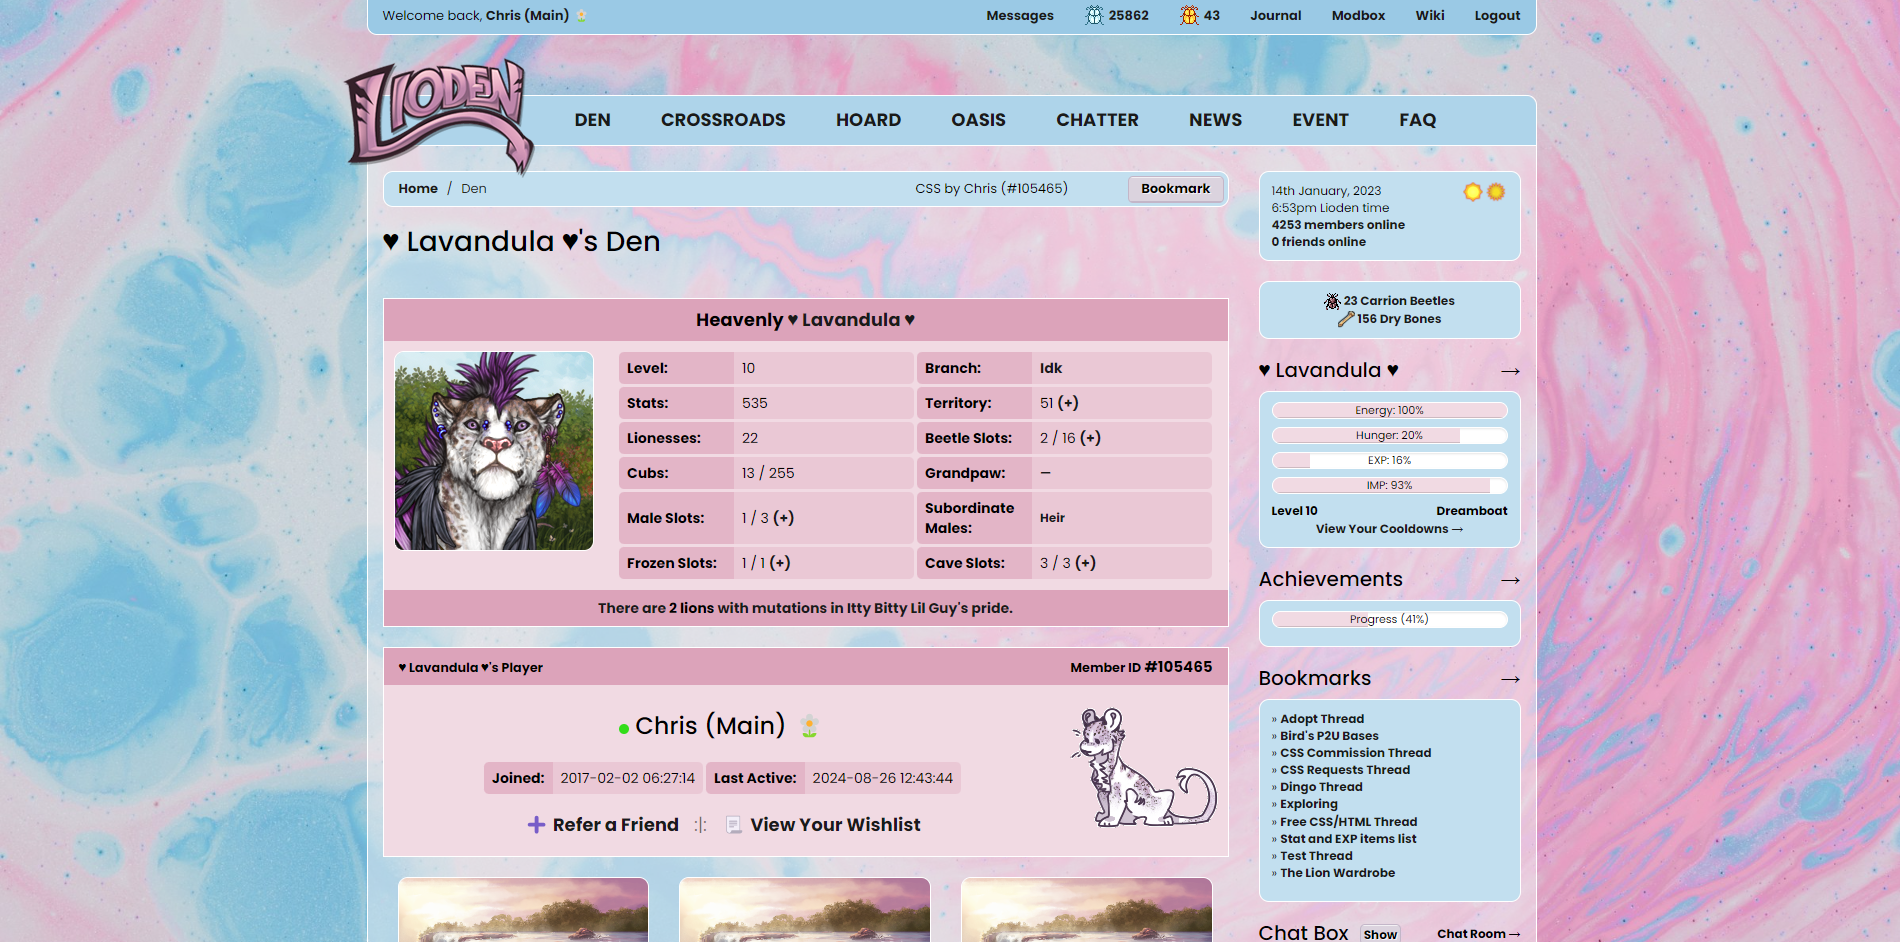 Welcome back, Chris (Main)
Messages 25862 43 Journal Modbox Wiki Logout
LIODEN
DEN CROSSROADS HOARD OASIS CHATTER NEWS EVENT FAQ
Home / Den CSS by Chris (#105465) Bookmark
♥ Lavandula ♥'s Den
Heavenly ♥ Lavandula ♥
Level: 10 Branch: Idk
Stats: 535 Territory: 51 (+)
Lionesses: 22 Beetle Slots: 2 / 16 (+)
Cubs: 13 / 255 Grandpaw: —
Male Slots: 1 / 3 (+) Subordinate Males: Heir
Frozen Slots: 1 / 1 (+) Cave Slots: 3 / 3 (+)
There are 2 lions with mutations in Itty Bitty Lil Guy's pride.
♥ Lavandula ♥'s Player Member ID #105465
Chris (Main)
Joined: 2017-02-02 06:27:14 Last Active: 2024-08-26 12:43:44
Refer a Friend :|: View Your Wishlist
14th January, 2023
6:53pm Lioden time
4253 members online
0 friends online
23 Carrion Beetles
156 Dry Bones
♥ Lavandula ♥ →
Energy: 100%
Hunger: 20%
EXP: 16%
IMP: 93%
Level 10 Dreamboat
View Your Cooldowns →
Achievements →
Progress (41%)
Bookmarks →
» Adopt Thread
» Bird's P2U Bases
» CSS Commission Thread
» CSS Requests Thread
» Dingo Thread
» Exploring
» Free CSS/HTML Thread
» Stat and EXP items list
» Test Thread
» The Lion Wardrobe
Chat Box Show Chat Room →